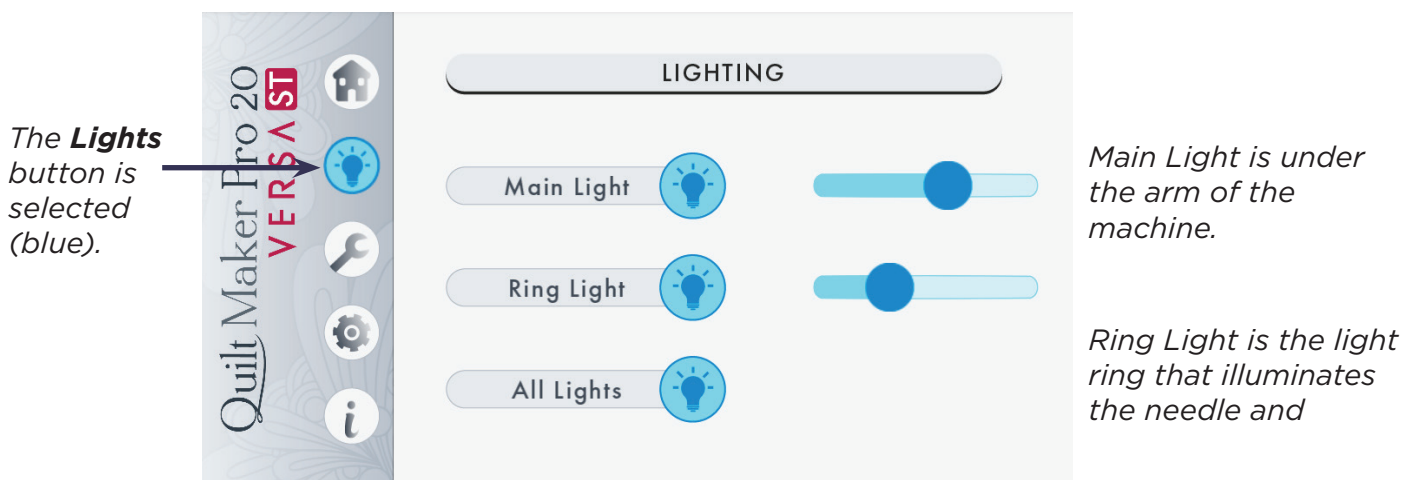 The Lights
button is
selected
(blue).
Quilt Maker Pro 20
VERSA ST
i
LIGHTING
Main Light
Ring Light
All Lights
Main Light is under
the arm of the
machine.
Ring Light is the light
ring that illuminates
the needle and